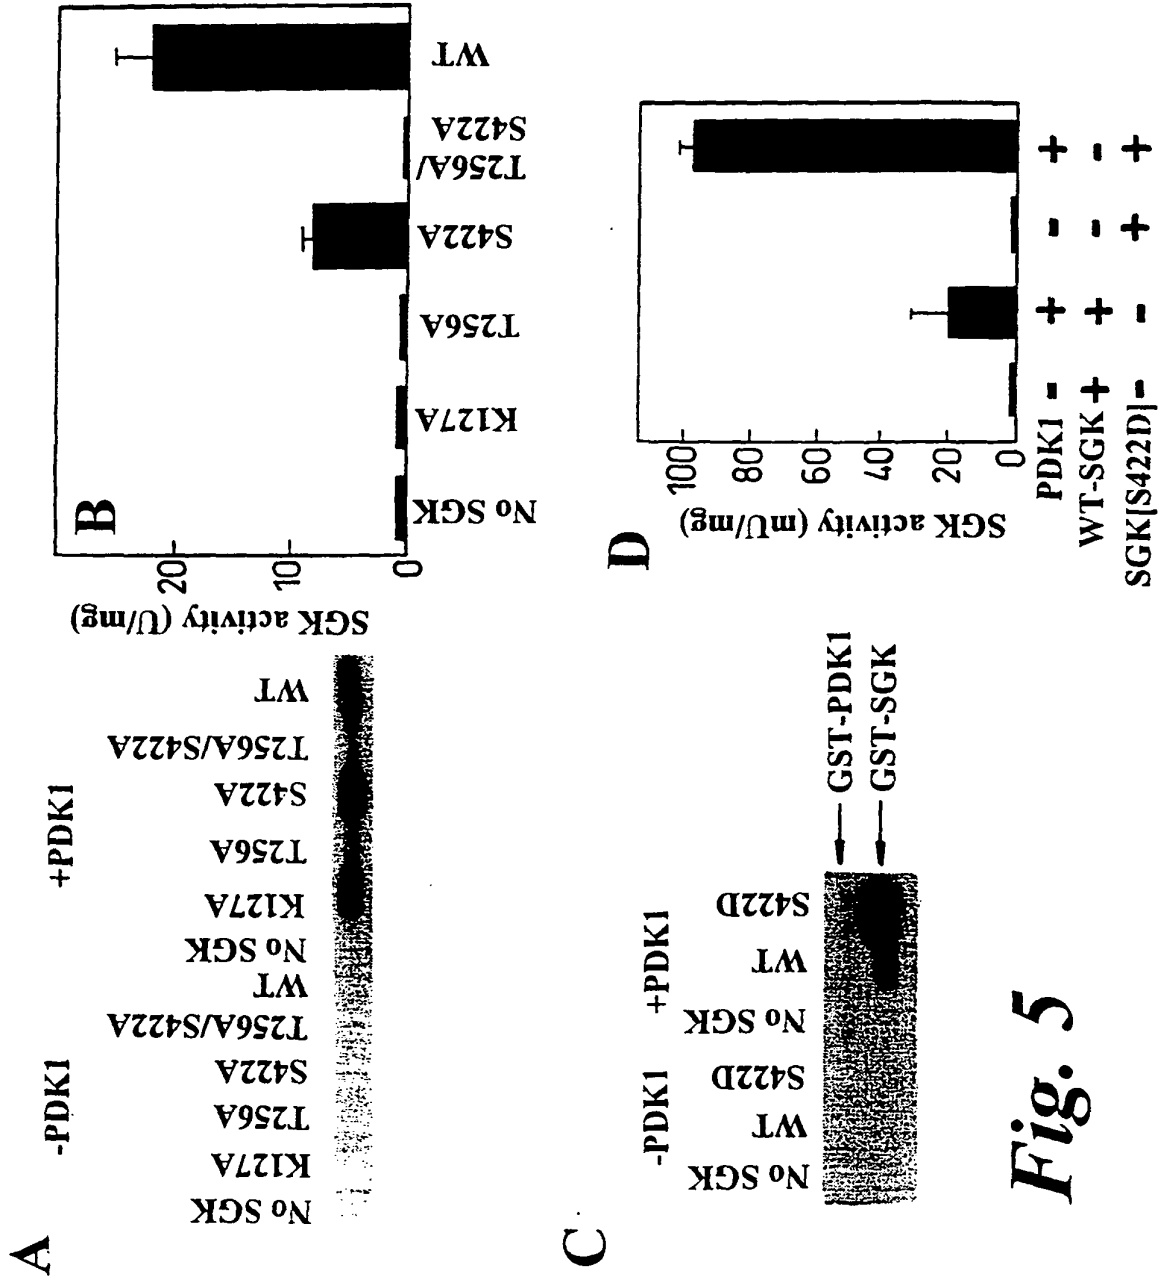 A
-PDK1
+PDK1
No SGK
K127A
T256A
S422A
T256A/S422A
WT
No SGK
K127A
T256A
S422A
T256A/S422A
WT
B
SGK activity (U/mg)
20
10
0
No SGK
K127A
T256A
S422A
T256A/
S422A
WT
C
-PDK1
+PDK1
No SGK
WT
S422D
No SGK
WT
S422D
GST-PDK1
GST-SGK
D
SGK activity (mU/mg)
100
80
60
40
20
0
PDK1 - + - +
WT-SGK + + - -
SGK[S422D] - - + +
Fig. 5